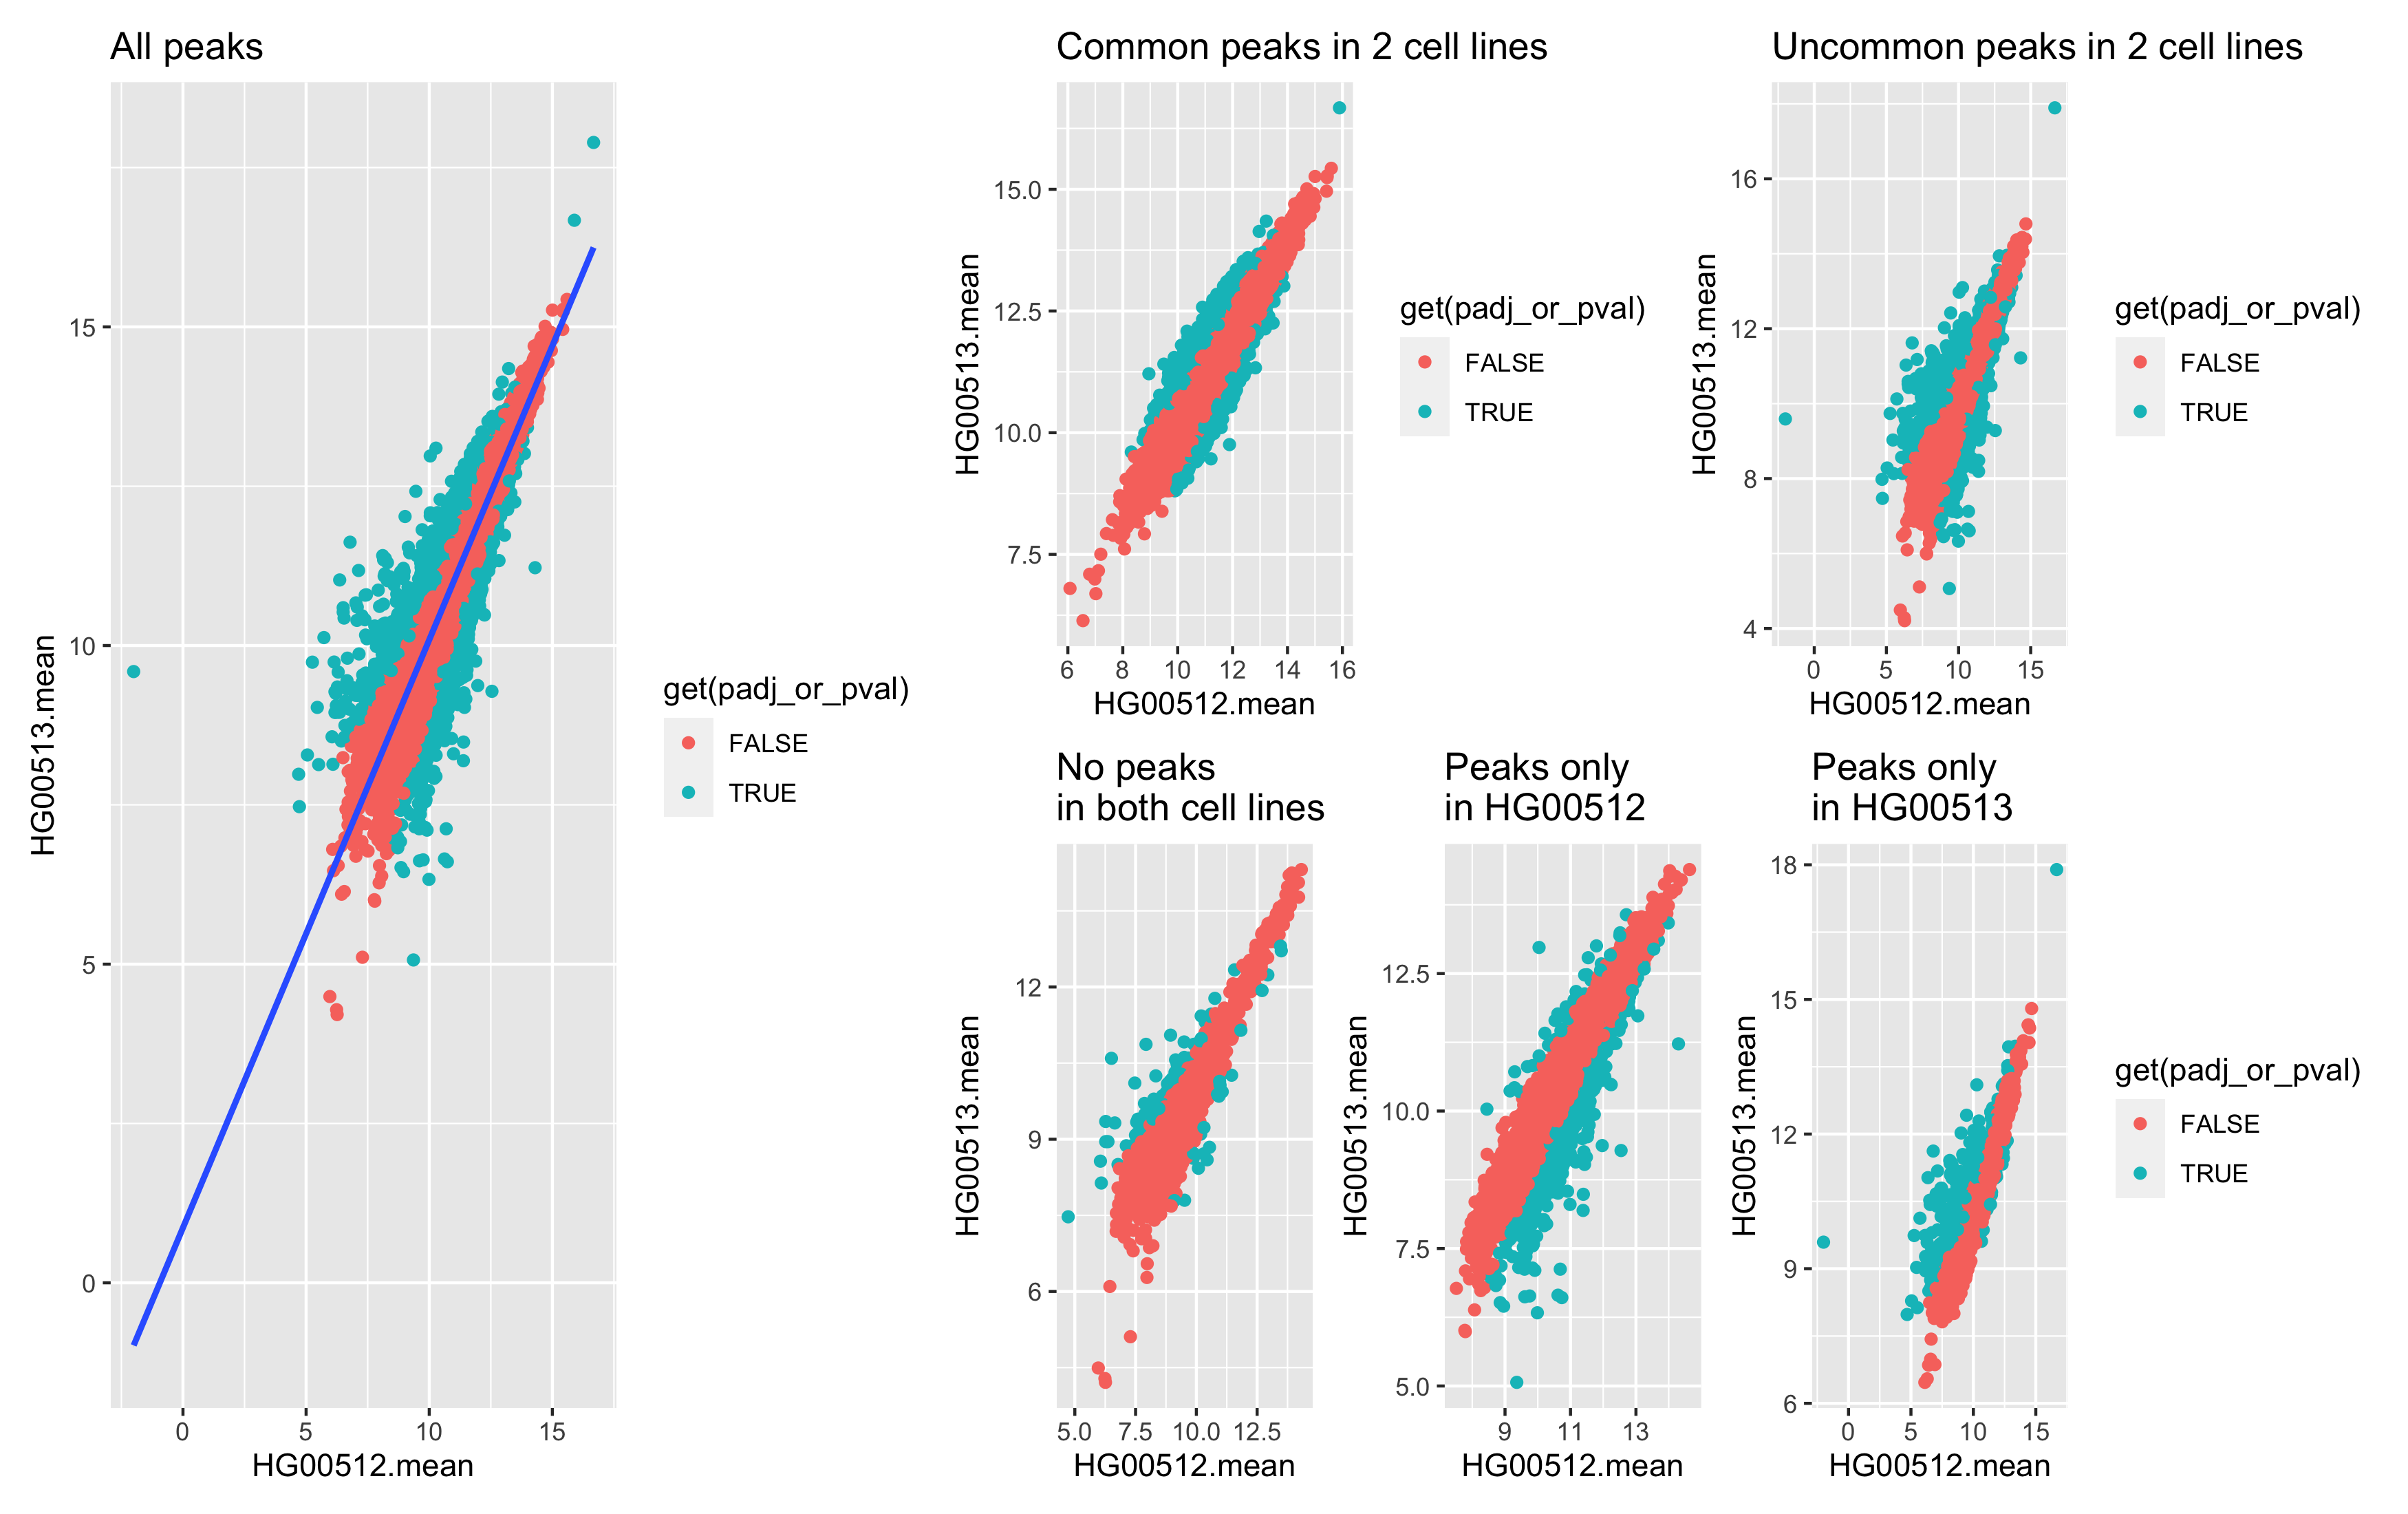 All peaks
HG00513.mean
15
10
5
0
0 5 10 15
HG00512.mean
get(padj_or_pval)
FALSE
TRUE
Common peaks in 2 cell lines
HG00513.mean
15.0
12.5
10.0
7.5
6 8 10 12 14 16
HG00512.mean
get(padj_or_pval)
FALSE
TRUE
Uncommon peaks in 2 cell lines
HG00513.mean
16
12
8
4
0 5 10 15
HG00512.mean
get(padj_or_pval)
FALSE
TRUE
No peaks
in both cell lines
HG00513.mean
12
9
6
5.0 7.5 10.0 12.5
HG00512.mean
Peaks only
in HG00512
HG00513.mean
12.5
10.0
7.5
5.0
9 11 13
HG00512.mean
Peaks only
in HG00513
HG00513.mean
18
15
12
9
6
0 5 10 15
HG00512.mean
get(padj_or_pval)
FALSE
TRUE